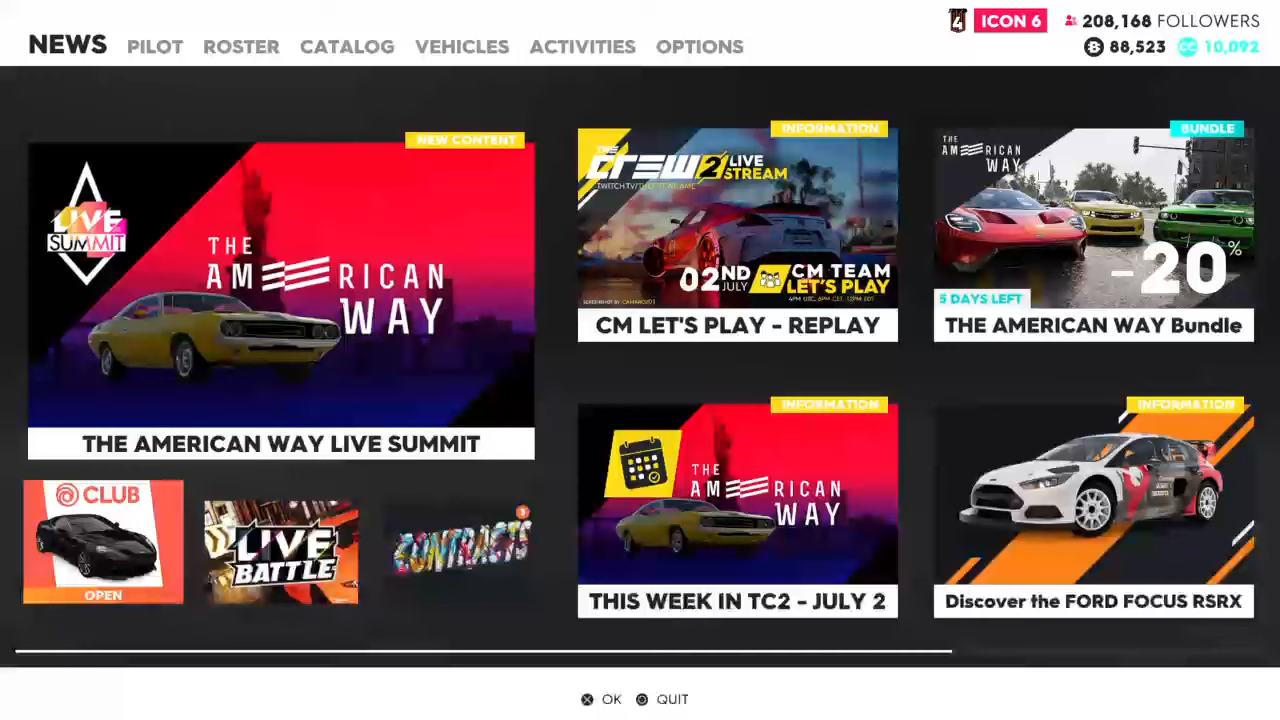 NEWS PILOT ROSTER CATALOG VEHICLES ACTIVITIES OPTIONS
4 ICON 6 208,168 FOLLOWERS
88,523 CC 10,092
NEW CONTENT
LIVE
SUMMIT
THE
AMERICAN
WAY
THE AMERICAN WAY LIVE SUMMIT
INFORMATION
THE
CREW 2 LIVE
STREAM
02ND
JULY
CM TEAM
LET'S PLAY
CM LET'S PLAY - REPLAY
BUNDLE
THE
AMERICAN
WAY
-20%
5 DAYS LEFT
THE AMERICAN WAY Bundle
CLUB
OPEN
LIVE
BATTLE
CONTRACTS
3
INFORMATION
THE
AMERICAN
WAY
THIS WEEK IN TC2 - JULY 2
INFORMATION
Discover the FORD FOCUS RSRX
OK QUIT